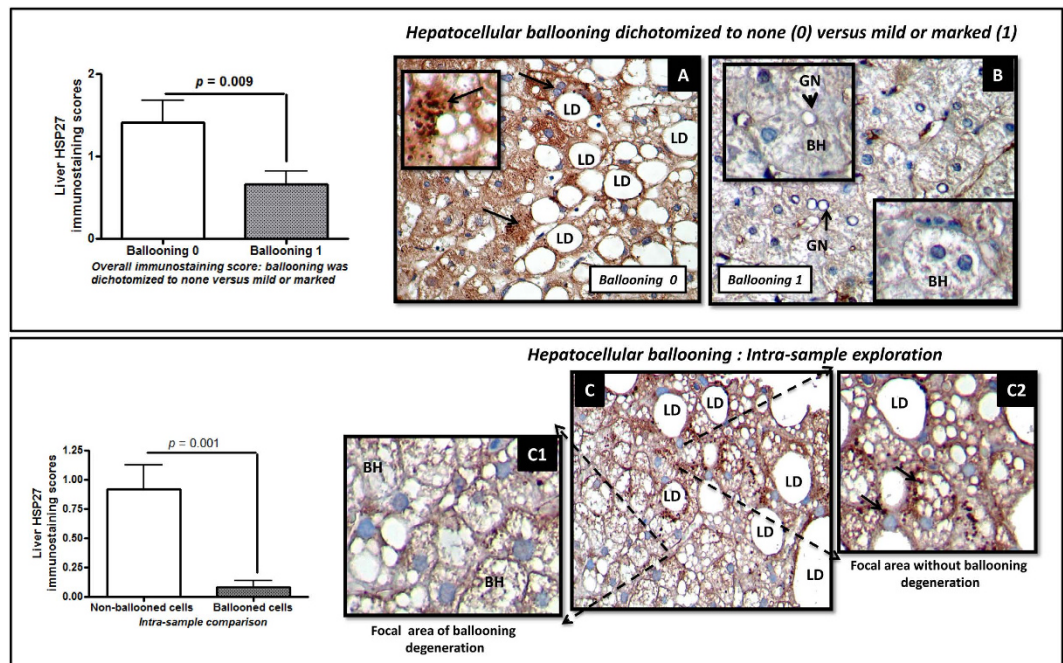 Hepatocellular ballooning dichotomized to none (0) versus mild or marked (1)
Liver HSP27
immunostaining scores
2
1
0
p = 0.009
Ballooning 0
Ballooning 1
Overall immunostaining score: ballooning was
dichotomized to none versus mild or marked
A
LD
LD
LD
LD
LD
LD
Ballooning 0
B
GN
BH
GN
BH
Ballooning 1
Hepatocellular ballooning : Intra-sample exploration
Liver HSP27
immunostaining scores
1.25
1.00
0.75
0.50
0.25
0.00
p = 0.001
Non-ballooned cells
Ballooned cells
Intra-sample comparison
C1
BH
BH
Focal area of ballooning
degeneration
C
LD
LD
LD
LD
LD
LD
C2
LD
Focal area without ballooning
degeneration